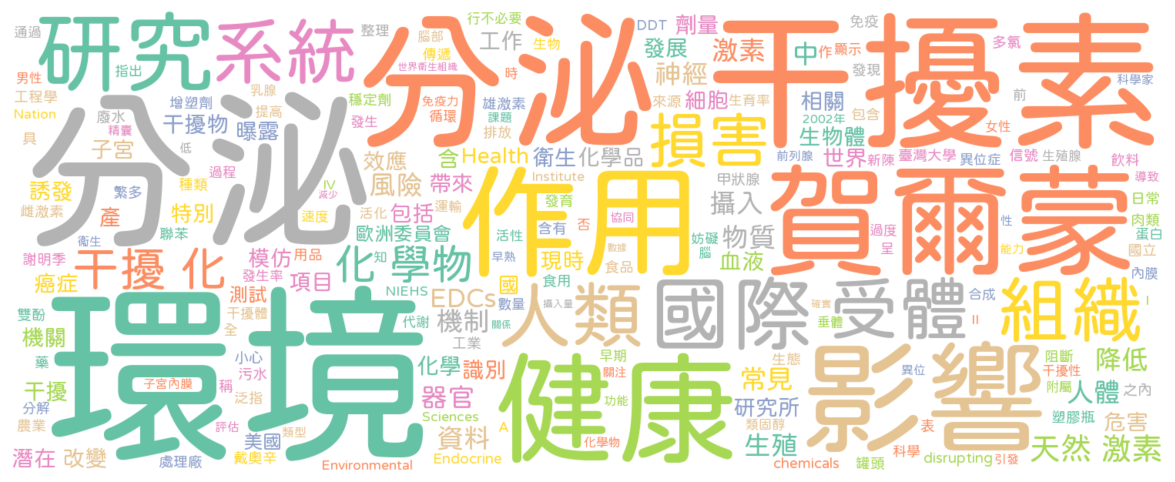 通過
研究
系統
分泌
干擾素
整理
行不必要
工作
傳遞
腦部
生物
世界衛生組織
時
DDT
劑量
發展
激素
神經
中
作
顯示
免疫
發現
多氯
科學家
男性
指出
工程學
Nation
增塑劑
乳腺
提高
穩定劑
免疫力
循環
雄激素
課題
來源
細胞
生育率
相關
2002年
包含
前
女性
廢水
精囊
干擾物
曝露
發生
排放
損害
生物體
具
子宮
低
分泌
效應
含
Health
衛生
化學品
前列腺
世界
新陳
臺灣大學
異位症
信號
生殖腺
飲料
誘發
繁多
種類
過程
IV
減少
風險
帶來
Institute
作用
甲狀腺
賀爾蒙
導致
日常
雌激素
聯苯
特別
產
速度
活化
運輸
包括
發育
協同
攝入
過度
呈
性
肉類
蛋白
衛生
歐洲委員會
活性
含有
否
妨礙
物質
能力
國立
謝明季
干擾
化
模仿
用品
化
知
學物
早熟
現時
數據
食品
腦
血液
內膜
癌症
發生率
項目
NIEHS
國
食用
合成
I
雙酚
測試
干擾體
EDCs
數量
攝入量
人類
國際
受體
確實
組織
機關
全
環境
代謝
機制
關係
垂體
II
藥
小心
工業
健康
早期
生態
影響
異位
阻斷
降低
干擾
污水
化學
識別
關注
常見
干擾性
稱
子宮內膜
器官
功能
附屬
人體
之內
分解
泛指
Sciences
A
研究所
塑膠瓶
危害
農業
評估
美國
類型
資料
化學物
類固醇
表
潛在
改變
處理廠
戴奧辛
Environmental
Endocrine
生殖
chemicals
罐頭
科學
disrupting
引發
天然
激素